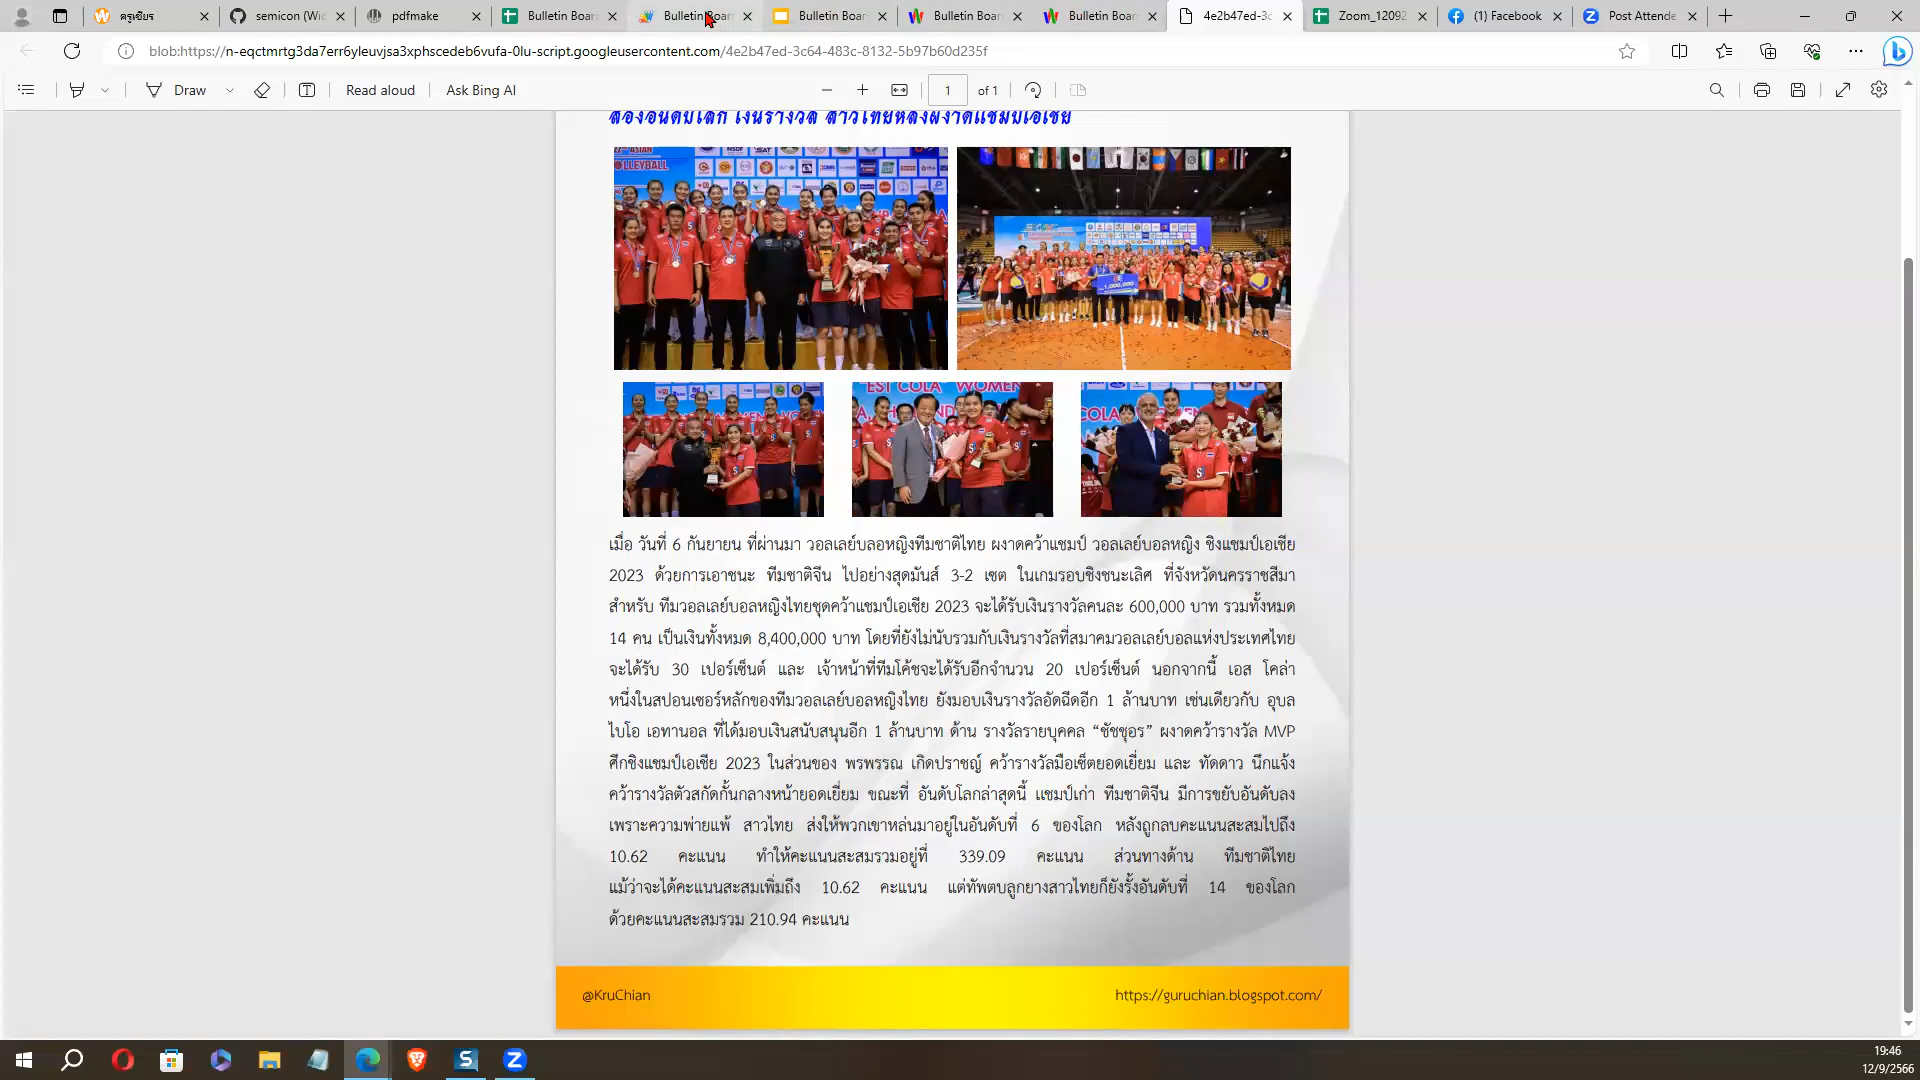 ครูเชียร
semicon (Wic
pdfmake
Bulletin Boar
Bulletin Boar
Bulletin Boar
Bulletin Boar
Bulletin Boar
4e2b47ed-3c
Zoom_12092
(1) Facebook
Post Attende
blob:https://n-eqctmrtg3da7err6yleuvjsa3xphscedeb6vufa-0lu-script.googleusercontent.com/4e2b47ed-3c64-483c-8132-5b97b60d235f
Draw
Read aloud
Ask Bing AI
1 of 1
ส่องอันดับโลก เงินรางวัล สาวไทยหลังผงาดแชมป์เอเชีย
เมื่อ วันที่ 6 กันยายน ที่ผ่านมา วอลเลย์บลอหญิงทีมชาติไทย ผงาดคว้าแชมป์ วอลเลย์บอลหญิง ชิงแชมป์เอเชีย
2023 ด้วยการเอาชนะ ทีมชาติจีน ไปอย่างสุดมันส์ 3-2 เซต ในเกมรอบชิงชนะเลิศ ที่จังหวัดนครราชสีมา
สำหรับ ทีมวอลเลย์บอลหญิงไทยชุดคว้าแชมป์เอเชีย 2023 จะได้รับเงินรางวัลคนละ 600,000 บาท รวมทั้งหมด
14 คน เป็นเงินทั้งหมด 8,400,000 บาท โดยที่ยังไม่นับรวมกับเงินรางวัลที่สมาคมวอลเลย์บอลแห่งประเทศไทย
จะได้รับ 30 เปอร์เซ็นต์ และ เจ้าหน้าที่ทีมโค้ชจะได้รับอีกจำนวน 20 เปอร์เซ็นต์ นอกจากนี้ เอส โคล่า
หนึ่งในสปอนเซอร์หลักของทีมวอลเลย์บอลหญิงไทย ยังมอบเงินรางวัลอัดฉีดอีก 1 ล้านบาท เช่นเดียวกับ อุบล
ไบโอ เอทานอล ที่ได้มอบเงินสนับสนุนอีก 1 ล้านบาท ด้าน รางวัลรายบุคคล “ชัชชุอร” ผงาดคว้ารางวัล MVP
ศึกชิงแชมป์เอเชีย 2023 ในส่วนของ พรพรรณ เกิดปราชญ์ คว้ารางวัลมือเซ็ตยอดเยี่ยม และ ทัดดาว นึกแจ้ง
คว้ารางวัลตัวสกัดกั้นกลางหน้ายอดเยี่ยม ขณะที่ อันดับโลกล่าสุดนี้ แชมป์เก่า ทีมชาติจีน มีการขยับอันดับลง
เพราะความพ่ายแพ้ สาวไทย ส่งให้พวกเขาหล่นมาอยู่ในอันดับที่ 6 ของโลก หลังถูกลบคะแนนสะสมไปถึง
10.62 คะแนน ทำให้คะแนนสะสมรวมอยู่ที่ 339.09 คะแนน ส่วนทางด้าน ทีมชาติไทย
แม้ว่าจะได้คะแนนสะสมเพิ่มถึง 10.62 คะแนน แต่ทัพตบลูกยางสาวไทยก็ยังรั้งอันดับที่ 14 ของโลก
ด้วยคะแนนสะสมรวม 210.94 คะแนน
@KruChian
https://guruchian.blogspot.com/
19:46
12/9/2566